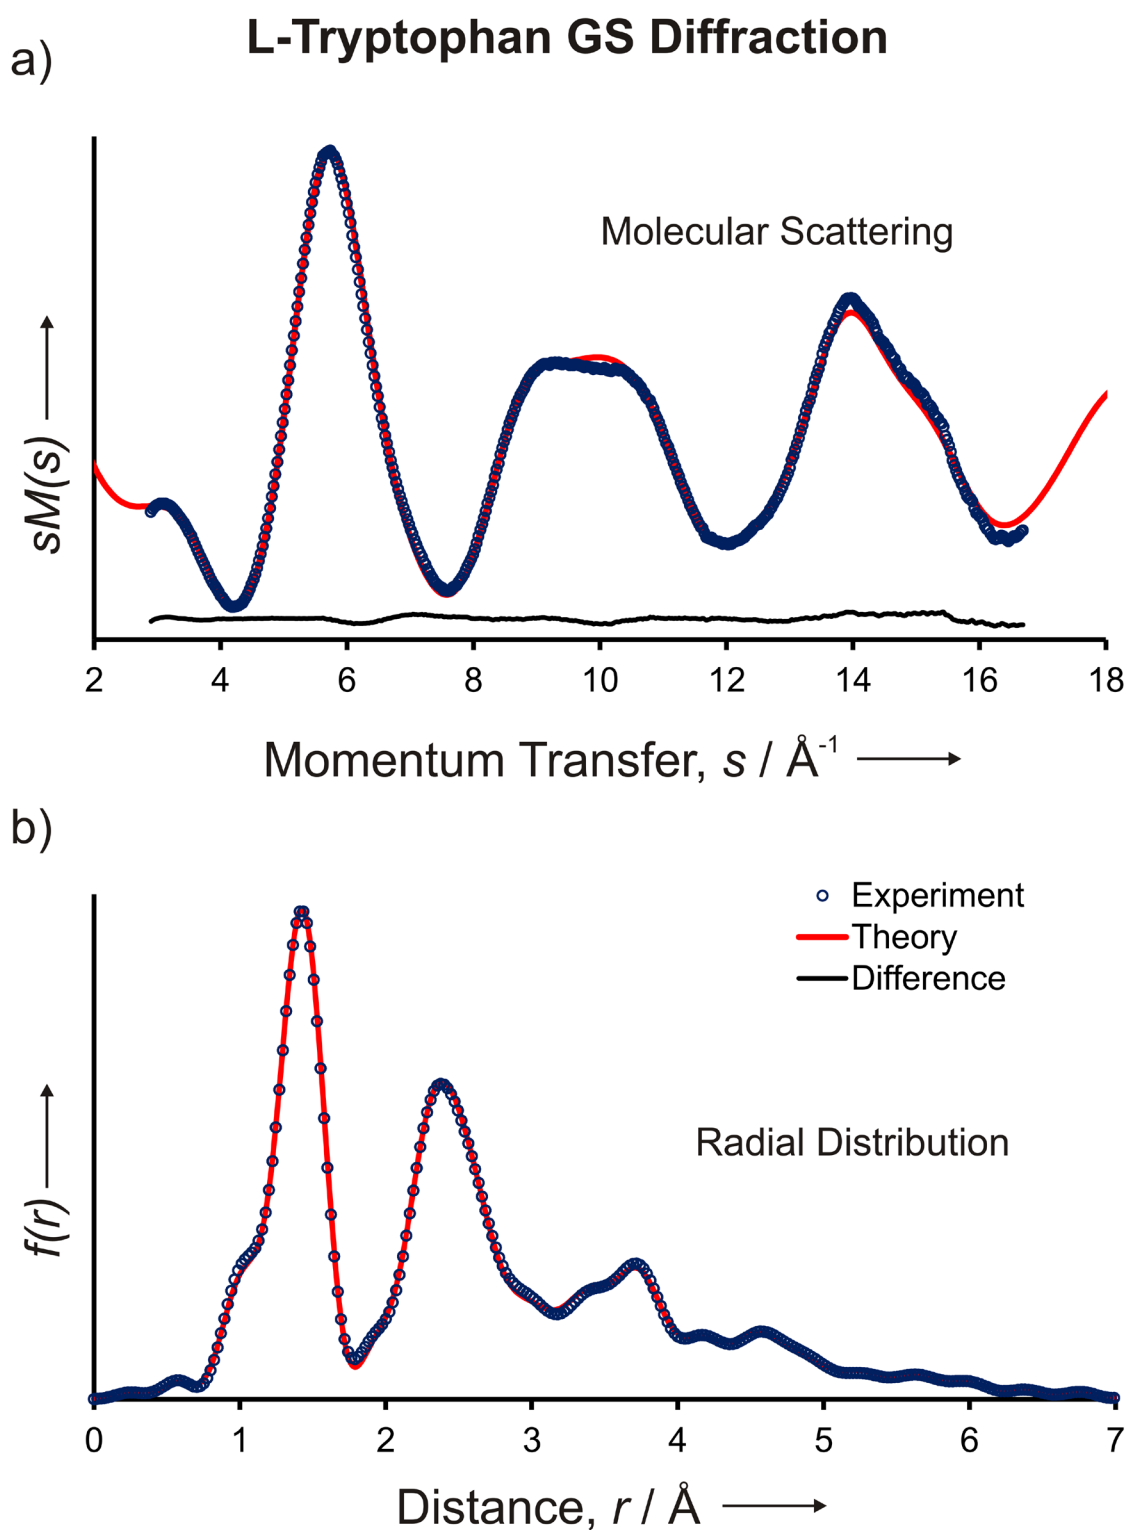 L-Tryptophan GS Diffraction
a)
Molecular Scattering
sM(s)
2 4 6 8 10 12 14 16 18
Momentum Transfer, s / Å-1
b)
Experiment
Theory
Difference
Radial Distribution
f(r)
0 1 2 3 4 5 6 7
Distance, r / Å